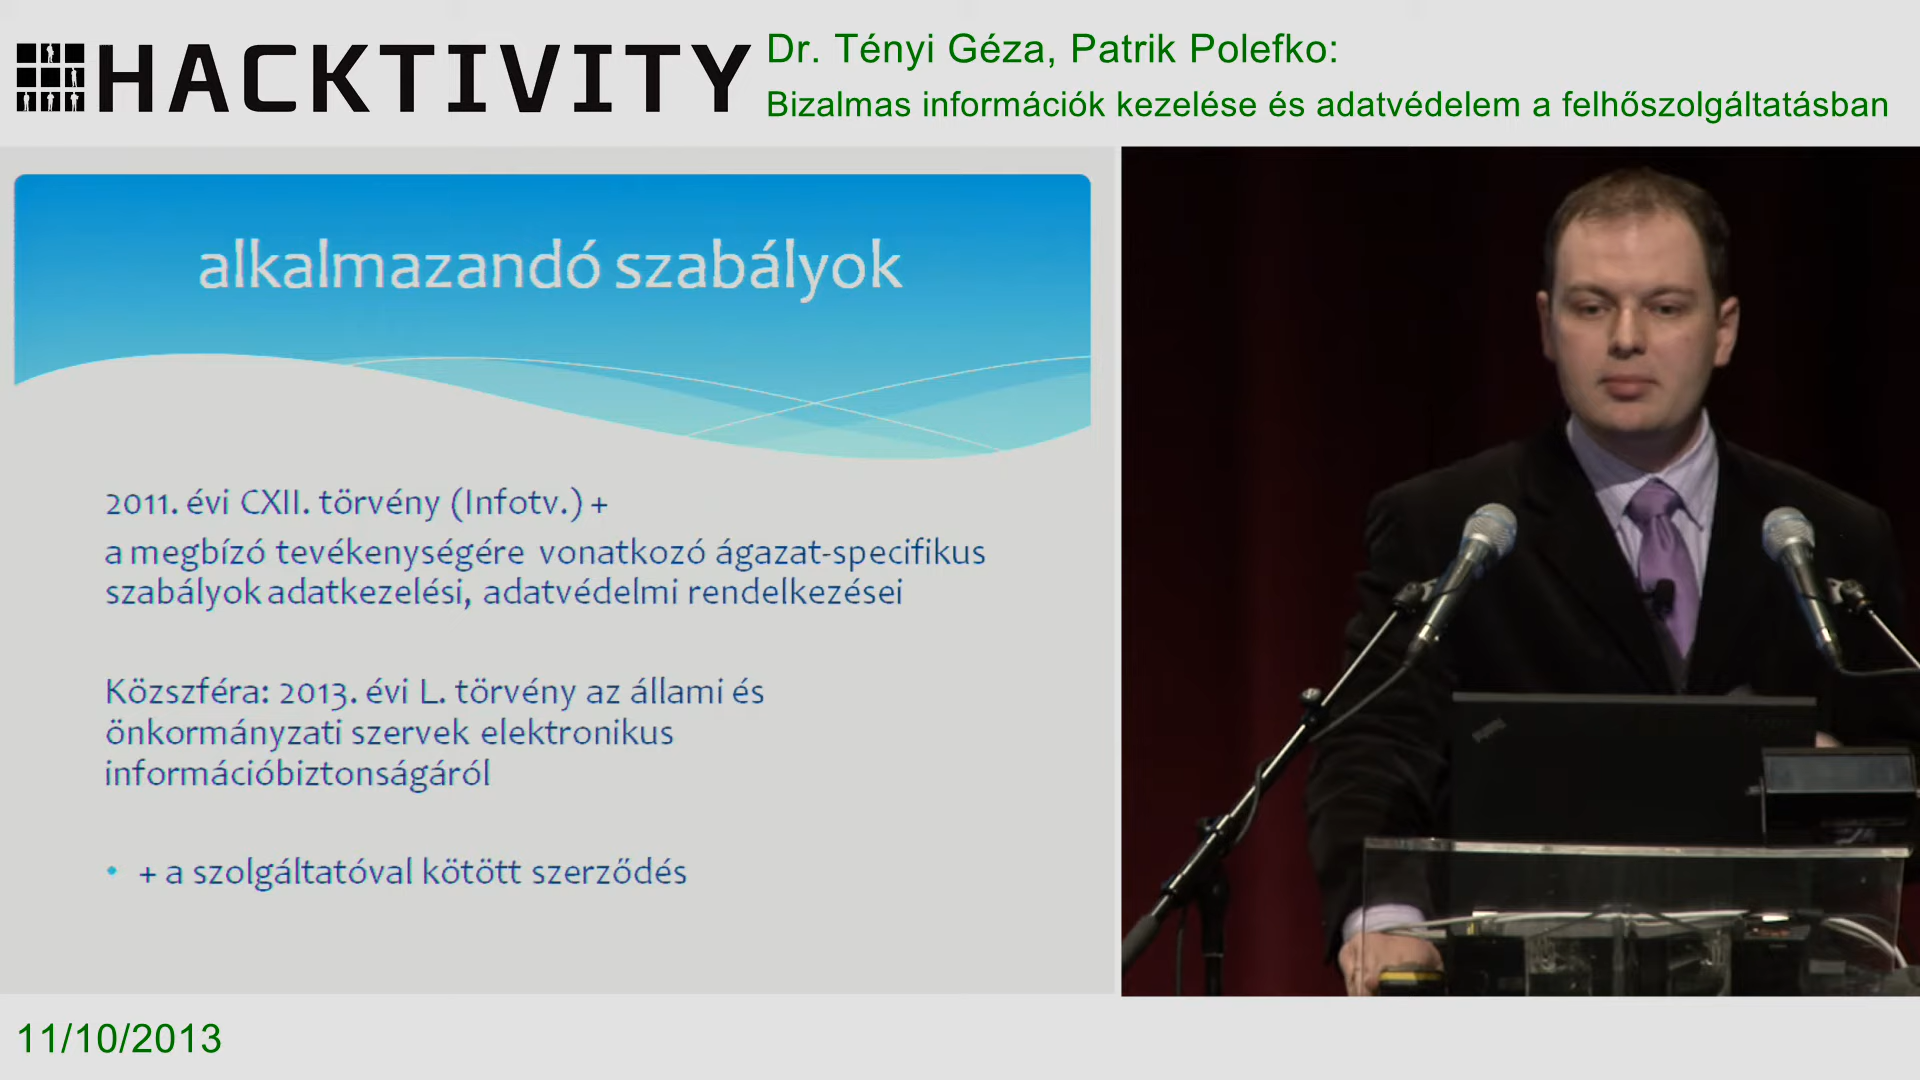 HACKTIVITY
Dr. Tényi Géza, Patrik Polefko:
Bizalmas információk kezelése és adatvédelem a felhőszolgáltatásban
alkalmazandó szabályok
2011. évi CXII. törvény (Infotv.) +
a megbízó tevékenységére vonatkozó ágazat-specifikus
szabályok adatkezelési, adatvédelmi rendelkezései
Közszféra: 2013. évi L. törvény az állami és
önkormányzati szervek elektronikus
információbiztonságáról
• + a szolgáltatóval kötött szerződés
11/10/2013